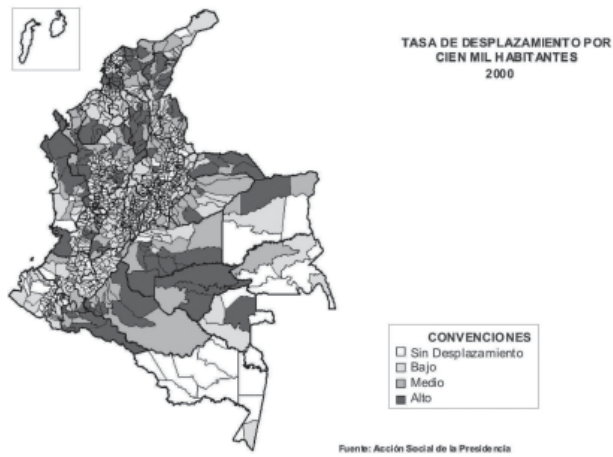 TASA DE DESPLAZAMIENTO POR
CIEN MIL HABITANTES
2000
CONVENCIONES
Sin Desplazamiento
Bajo
Medio
Alto
Fuente: Acción Social de la Presidencia